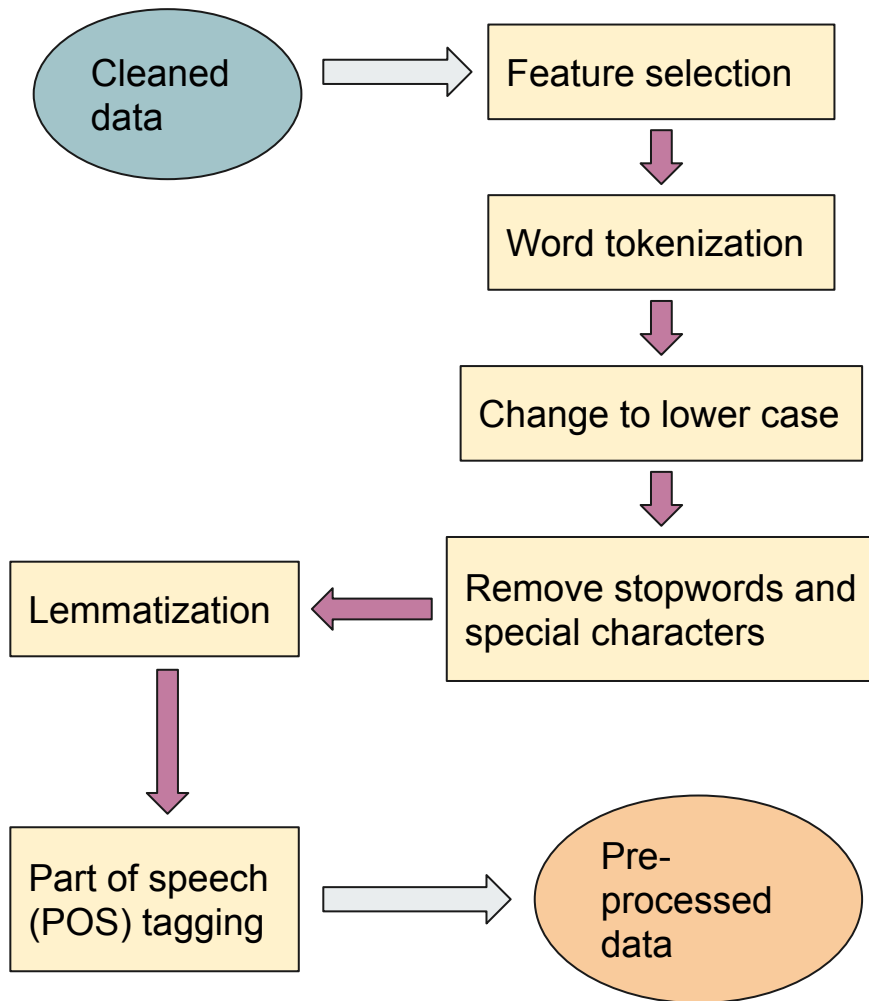 Cleaned
data
Feature selection
Word tokenization
Change to lower case
Remove stopwords and
special characters
Lemmatization
Part of speech
(POS) tagging
Pre-
processed
data